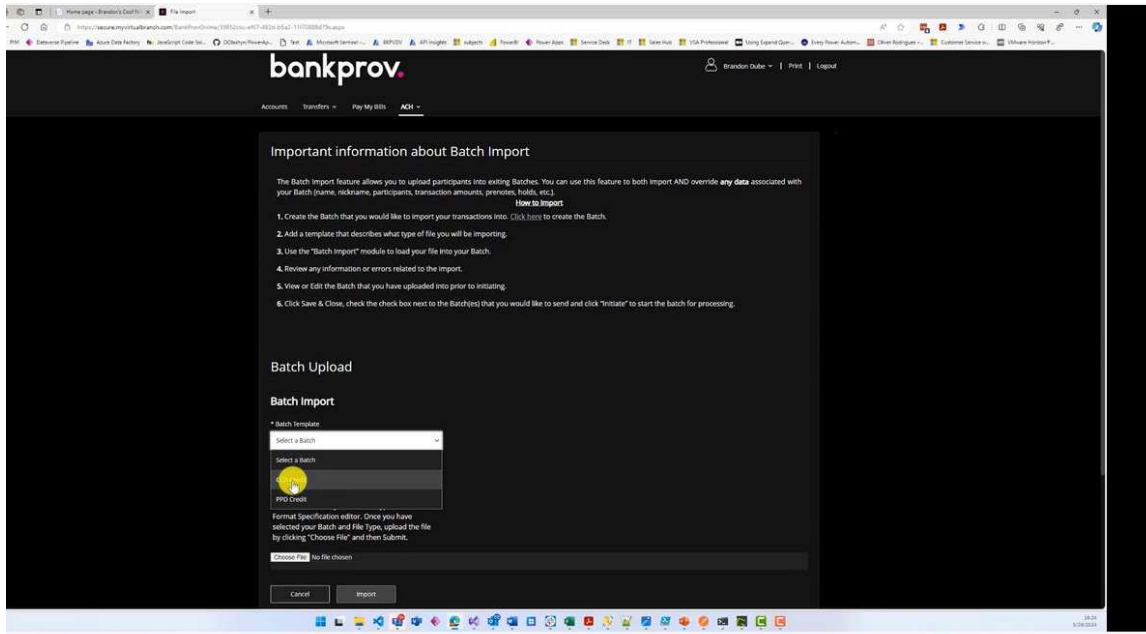 Home page - Brandon's Cool
File Import
bankprov.
Brandon Dube | Print | Logout
Accounts Transfers Pay My Bills ACH
Important information about Batch Import
The Batch Import feature allows you to upload participants into exiting Batches. You can use this feature to both import AND override any data associated with
your Batch (name, nickname, participants, transaction amounts, prenotes, holds, etc.).
How to Import
1. Create the Batch that you would like to import your transactions into. Click here to create the Batch.
2. Add a template that describes what type of file you will be importing.
3. Use the "Batch Import" module to load your file into your Batch.
4. Review any information or errors related to the import.
5. View or Edit the Batch that you have uploaded into prior to initiating.
6. Click Save & Close, check the check box next to the Batch(es) that you would like to send and click "Initiate" to start the batch for processing.
Batch Upload
Batch Import
* Batch Template
Select a Batch
Select a Batch
PPD Credit
Format Specification editor. Once you have
selected your Batch and File Type, upload the file
by clicking "Choose File" and then Submit.
Choose File No file chosen
Cancel Import